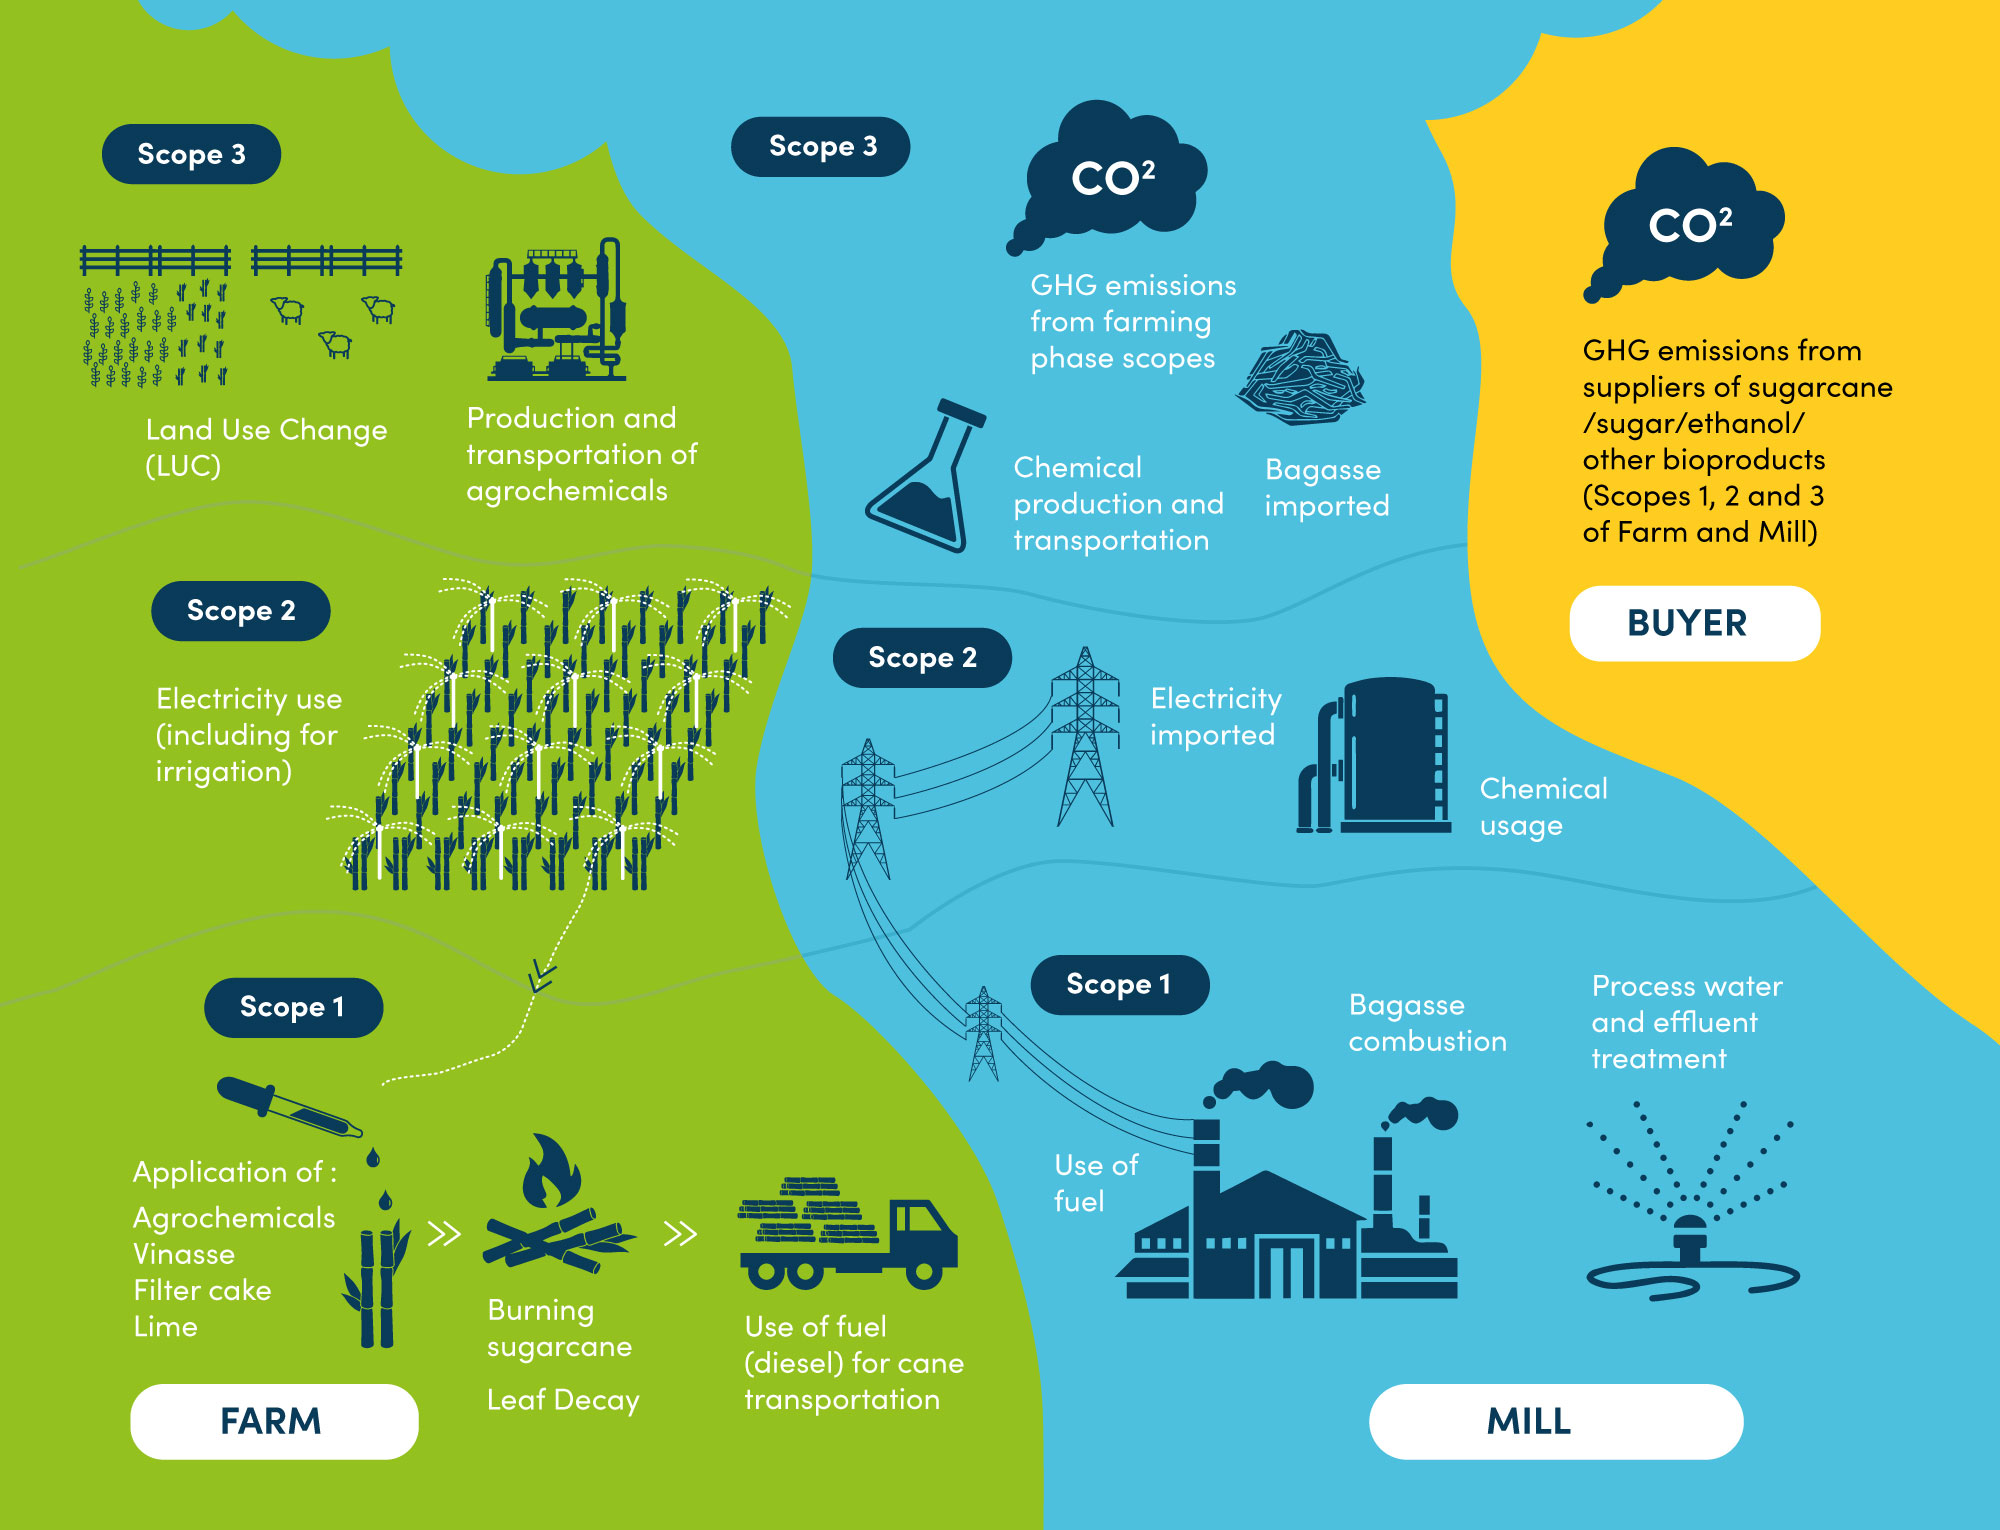 Scope 3
Land Use Change
(LUC)
Production and
transportation of
agrochemicals
Scope 2
Electricity use
(including for
irrigation)
Scope 1
Application of :
Agrochemicals
Vinasse
Filter cake
Lime
Burning
sugarcane
Leaf Decay
Use of fuel
(diesel) for cane
transportation
FARM
Scope 3
CO²
GHG emissions
from farming
phase scopes
Chemical
production and
transportation
Bagasse
imported
Scope 2
Electricity
imported
Chemical
usage
Scope 1
Use of
fuel
Bagasse
combustion
Process water
and effluent
treatment
MILL
CO²
GHG emissions from
suppliers of sugarcane
/sugar/ethanol/
other bioproducts
(Scopes 1, 2 and 3
of Farm and Mill)
BUYER